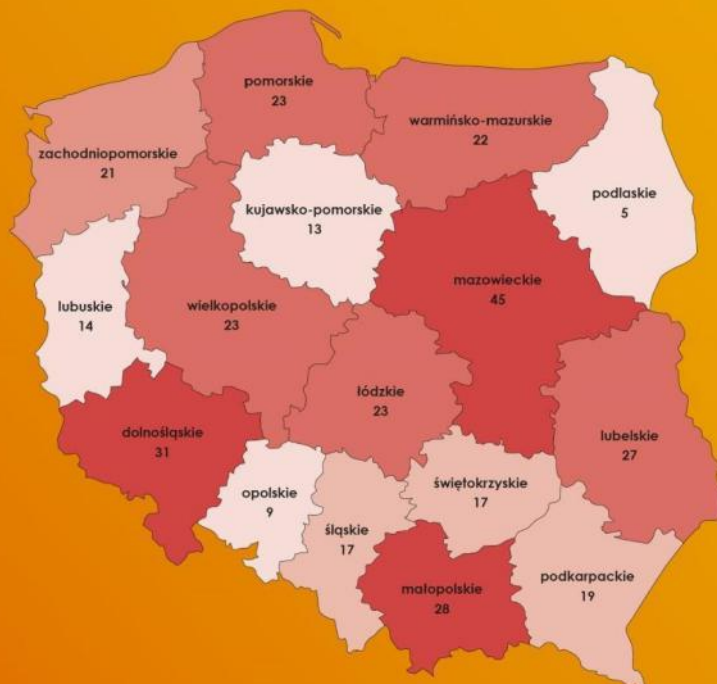 pomorskie
23
warmińsko-mazurskie
22
zachodniopomorskie
21
podlaskie
5
kujawsko-pomorskie
13
mazowieckie
45
lubuskie
14
wielkopolskie
23
łódzkie
23
dolnośląskie
31
lubelskie
27
opolskie
9
świętokrzyskie
17
śląskie
17
podkarpackie
19
małopolskie
28